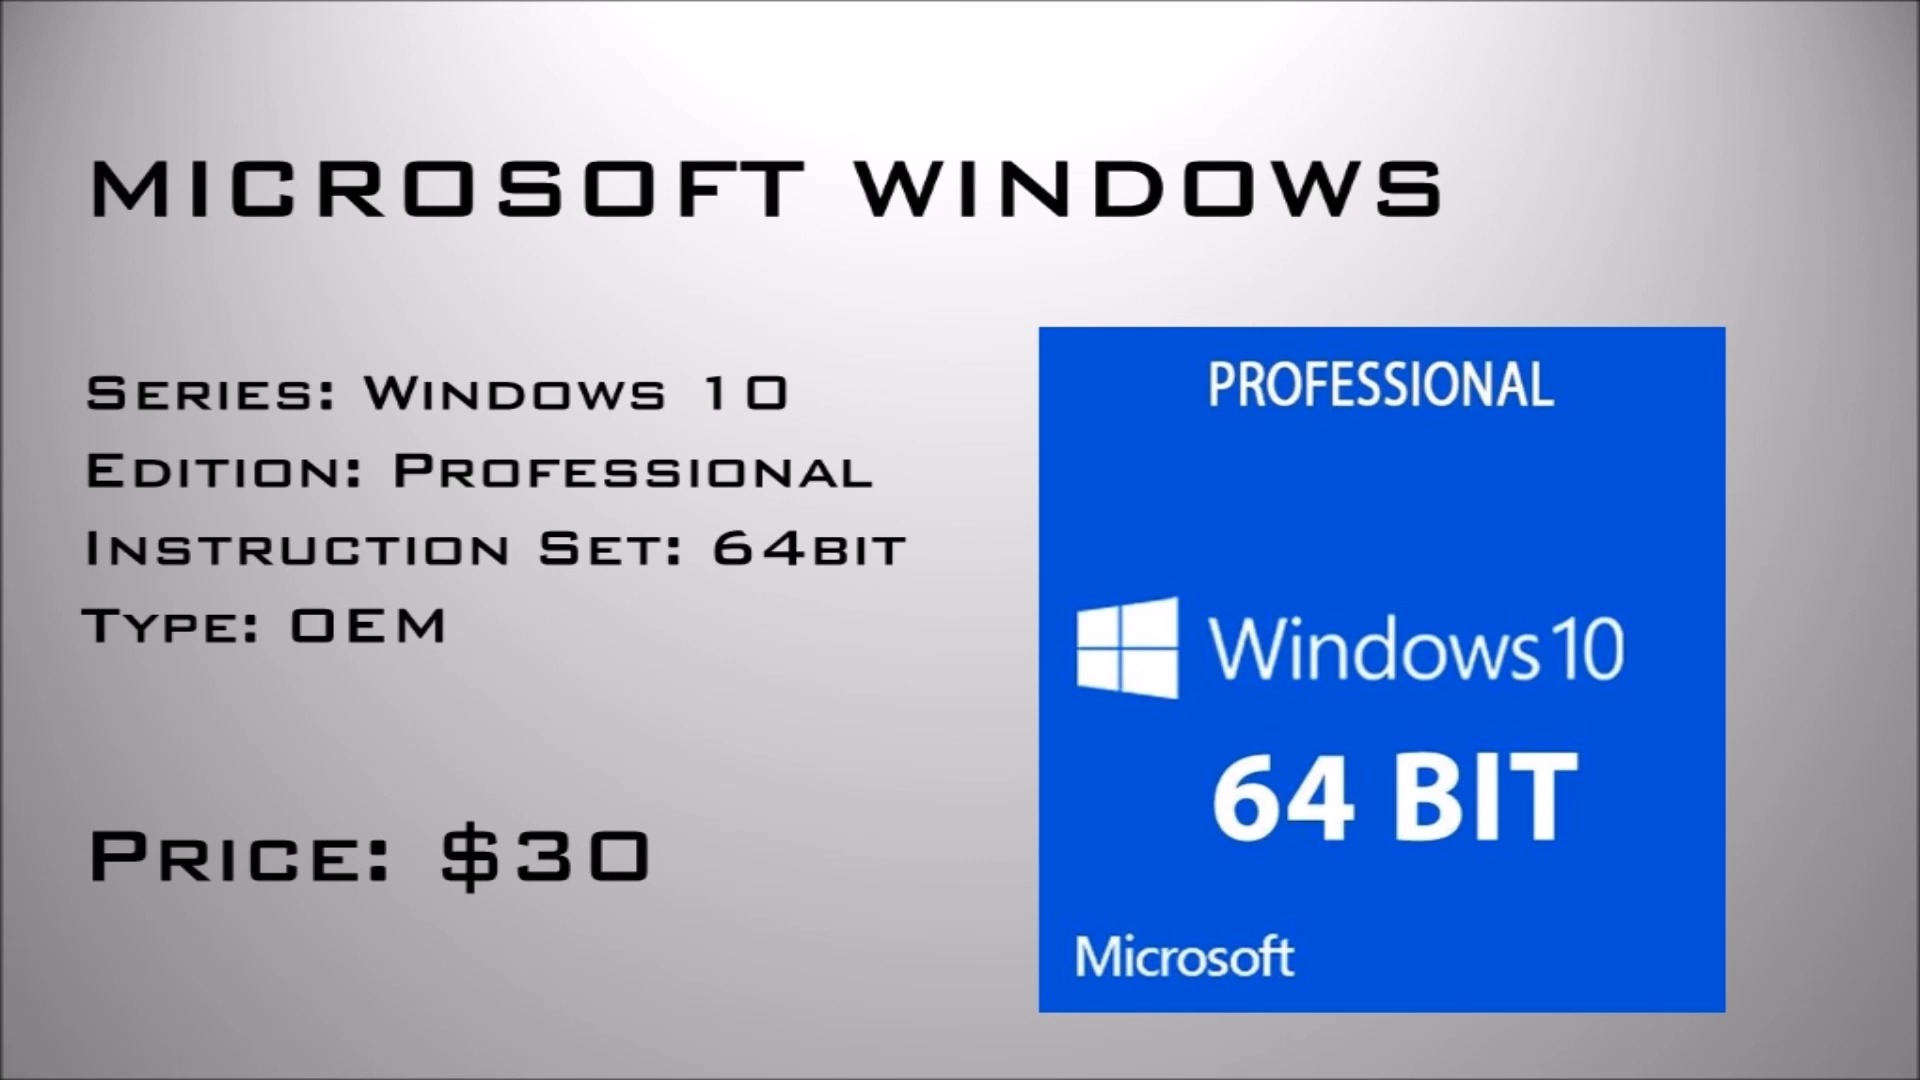 MICROSOFT WINDOWS
SERIES: WINDOWS 10
EDITION: PROFESSIONAL
INSTRUCTION SET: 64BIT
TYPE: OEM
PRICE: $30
PROFESSIONAL
Windows 10
64 BIT
Microsoft